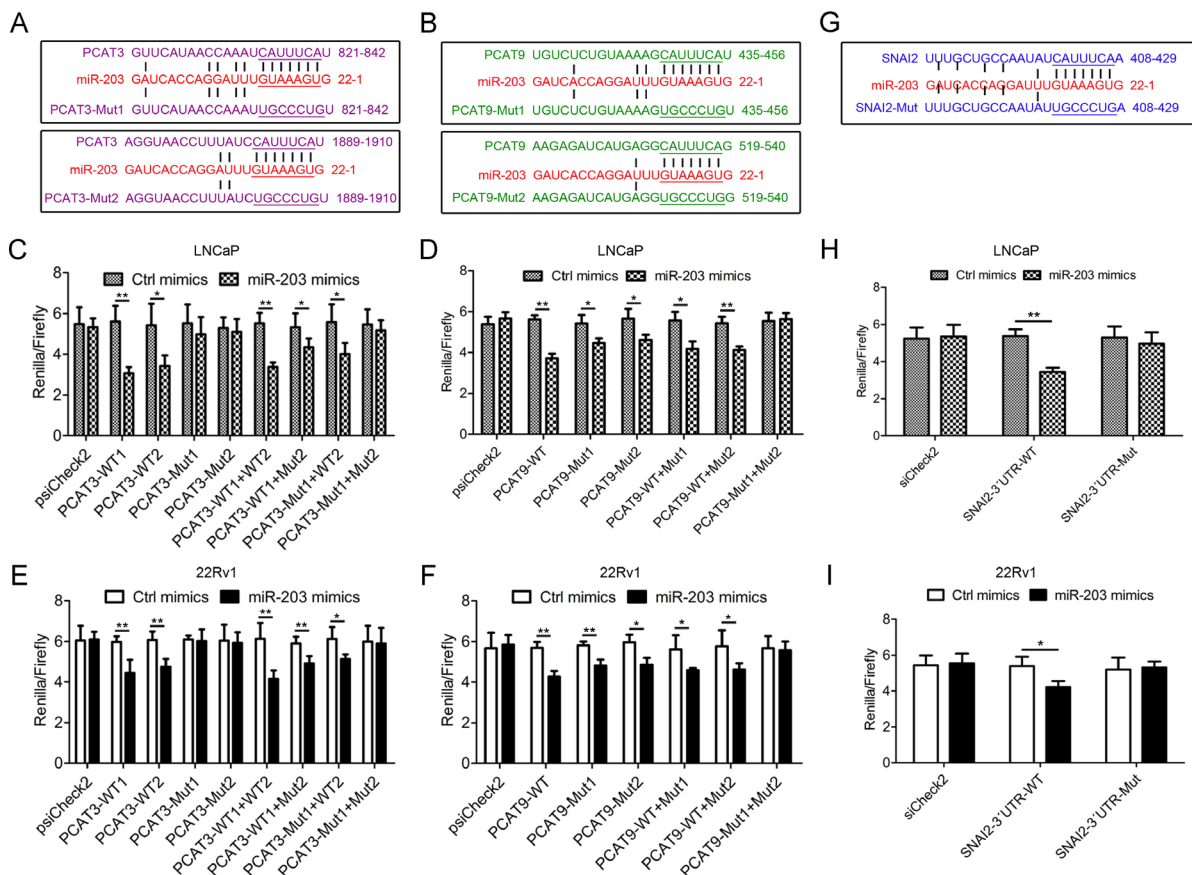 A
PCAT3 GUUCAUAACCAAAUCAUUUCAU 821-842
miR-203 GAUCACCAGGAUUUGUAAAGUG 22-1
PCAT3-Mut1 GUUCAUAACCAAAUUGCCCUGU 821-842
PCAT3 AGGUAACCUUUAUCCAUUUCAU 1889-1910
miR-203 GAUCACCAGGAUUUGUAAAGUG 22-1
PCAT3-Mut2 AGGUAACCUUUAUCUGCCCUGU 1889-1910
B
PCAT9 UGUCUCUGUAAAAGCAUUUCAU 435-456
miR-203 GAUCACCAGGAUUUGUAAAGUG 22-1
PCAT9-Mut1 UGUCUCUGUAAAAGUGCCCUGU 435-456
PCAT9 AAGAGAUCAUGAGGCAUUUCAG 519-540
miR-203 GAUCACCAGGAUUUGUAAAGUG 22-1
PCAT9-Mut2 AAGAGAUCAUGAGGUGCCCUGG 519-540
G
SNAI2 UUUGCUGCCAAUAUCAUUUCAA 408-429
miR-203 GAUCACCAGGAUUUGUAAAGUG 22-1
SNAI2-Mut UUUGCUGCCAAUAUUGCCCUGA 408-429
C
LNCaP
Ctrl mimics miR-203 mimics
Renilla/Firefly
8
6
4
2
0
** * ** * *
psiCheck2
PCAT3-WT1
PCAT3-WT2
PCAT3-Mut1
PCAT3-Mut2
PCAT3-WT1+WT2
PCAT3-WT1+Mut2
PCAT3-Mut1+WT2
PCAT3-Mut1+Mut2
D
LNCaP
Ctrl mimics miR-203 mimics
Renilla/Firefly
8
6
4
2
0
** * * * **
psiCheck2
PCAT9-WT
PCAT9-Mut1
PCAT9-Mut2
PCAT9-WT+Mut1
PCAT9-WT+Mut2
PCAT9-Mut1+Mut2
H
LNCaP
Ctrl mimics miR-203 mimics
Renilla/Firefly
8
6
4
2
0
**
siCheck2
SNAI2-3´UTR-WT
SNAI2-3´UTR-Mut
E
22Rv1
Ctrl mimics miR-203 mimics
Renilla/Firefly
8
6
4
2
0
** ** ** ** *
psiCheck2
PCAT3-WT1
PCAT3-WT2
PCAT3-Mut1
PCAT3-Mut2
PCAT3-WT1+WT2
PCAT3-WT1+Mut2
PCAT3-Mut1+WT2
PCAT3-Mut1+Mut2
F
22Rv1
Ctrl mimics miR-203 mimics
Renilla/Firefly
8
6
4
2
0
** ** * * *
psiCheck2
PCAT9-WT
PCAT9-Mut1
PCAT9-Mut2
PCAT9-WT+Mut1
PCAT9-WT+Mut2
PCAT9-Mut1+Mut2
I
22Rv1
Ctrl mimics miR-203 mimics
Renilla/Firefly
8
6
4
2
0
*
siCheck2
SNAI2-3´UTR-WT
SNAI2-3´UTR-Mut